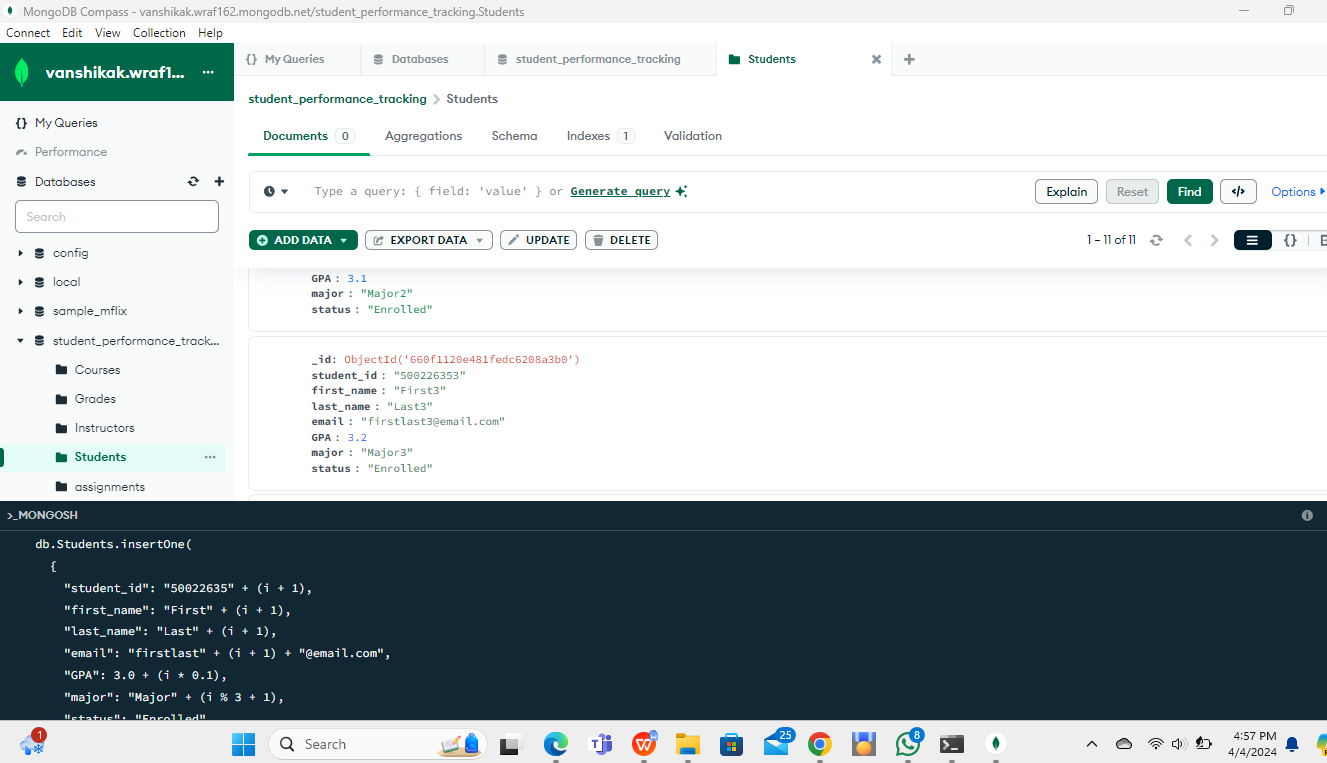 MongoDB Compass - vanshikak.wraf162.mongodb.net/student_performance_tracking.Students
Connect Edit View Collection Help
vanshikak.wraf1...
My Queries
Performance
Databases
Search
config
local
sample_mflix
student_performance_track...
Courses
Grades
Instructors
Students
assignments
{} My Queries Databases student_performance_tracking Students
student_performance_tracking > Students
Documents 0 Aggregations Schema Indexes 1 Validation
Type a query: { field: 'value' } or Generate query
Explain Reset Find </> Options
ADD DATA EXPORT DATA UPDATE DELETE
1 – 11 of 11
GPA : 3.1
major : "Major2"
status : "Enrolled"
_id: ObjectId('660f1120e481fedc6208a3b0')
student_id : "500226353"
first_name : "First3"
last_name : "Last3"
email : "firstlast3@email.com"
GPA : 3.2
major : "Major3"
status : "Enrolled"
>_MONGOSH
db.Students.insertOne(
{
"student_id": "50022635" + (i + 1),
"first_name": "First" + (i + 1),
"last_name": "Last" + (i + 1),
"email": "firstlast" + (i + 1) + "@email.com",
"GPA": 3.0 + (i * 0.1),
"major": "Major" + (i % 3 + 1),
"status": "Enrolled"
1
Search
25
8
4:57 PM
4/4/2024